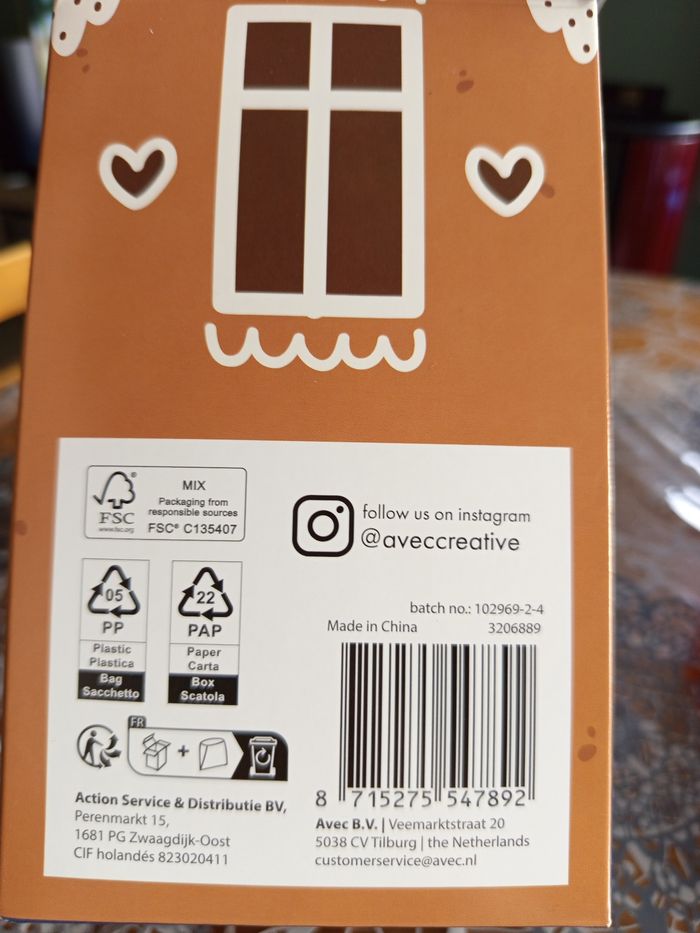 MIX
Packaging from
responsible sources
FSC® C135407
FSC
www.fsc.org
follow us on instagram
@aveccreative
05
PP
Plastic
Plastica
Bag
Sacchetto
22
PAP
Paper
Carta
Box
Scatola
batch no.: 102969-2-4
Made in China 3206889
FR
+
8 715275 547892
Action Service & Distributie BV,
Perenmarkt 15,
1681 PG Zwaagdijk-Oost
CIF holandés 823020411
Avec B.V. | Veemarktstraat 20
5038 CV Tilburg | the Netherlands
customerservice@avec.nl